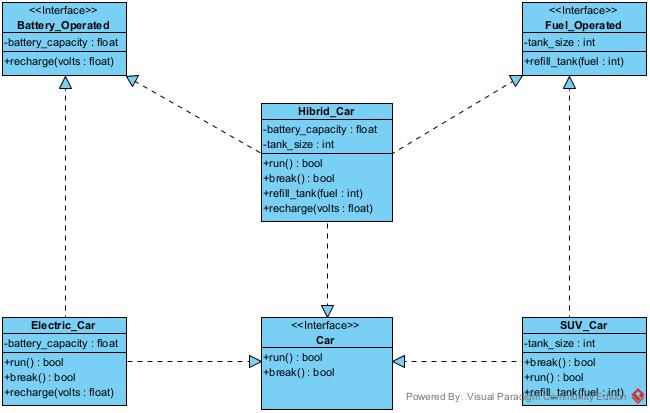 <<Interface>>
Battery_Operated
-battery_capacity : float
+recharge(volts : float)
<<Interface>>
Fuel_Operated
-tank_size : int
+refill_tank(fuel : int)
Hibrid_Car
-battery_capacity : float
-tank_size : int
+run() : bool
+break() : bool
+refill_tank(fuel : int)
+recharge(volts : float)
Electric_Car
-battery_capacity : float
+run() : bool
+break() : bool
+recharge(volts : float)
<<Interface>>
Car
+run() : bool
+break() : bool
SUV_Car
-tank_size : int
+break() : bool
+run() : bool
+refill_tank(fuel : int)
Powered By Visual Paradigm Community Edition